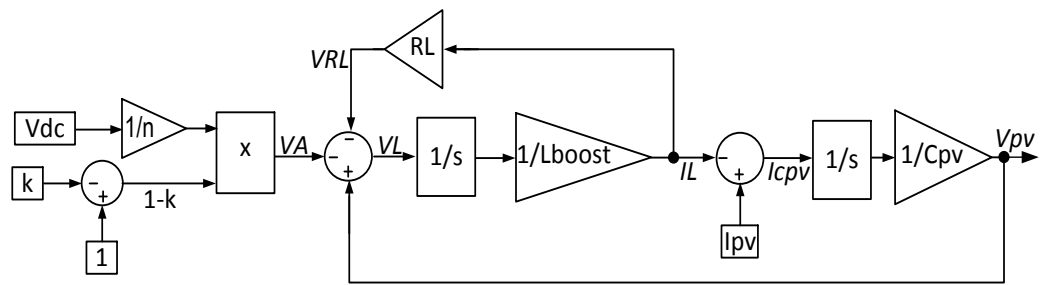 RL
VRL
Vdc
1/n
x
VA
VL
1/s
1/Lboost
IL
Icpv
1/s
1/Cpv
Vpv
k
1-k
1
Ipv
−
−
+
−
+
−
+